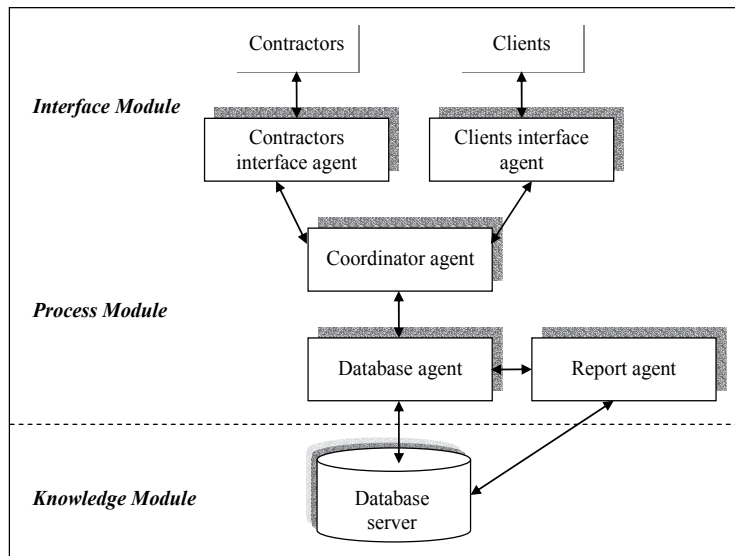 Contractors
Clients
Interface Module
Contractors
interface agent
Clients interface
agent
Coordinator agent
Process Module
Database agent
Report agent
Knowledge Module
Database
server